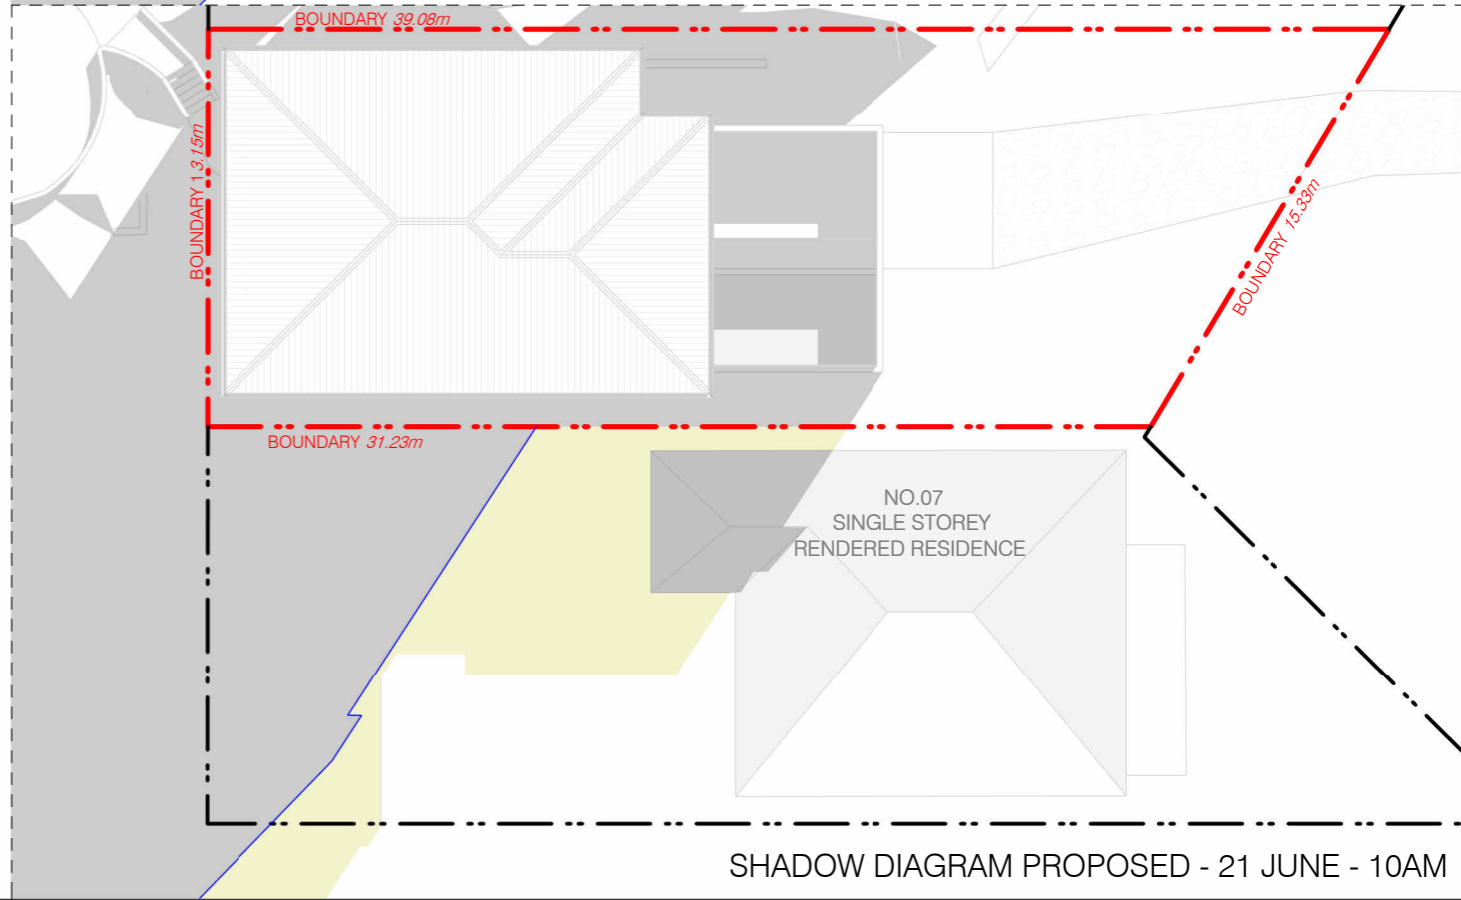 BOUNDARY 39.08m
BOUNDARY 13.15m
BOUNDARY 15.33m
BOUNDARY 31.23m
NO.07
SINGLE STOREY
RENDERED RESIDENCE
SHADOW DIAGRAM PROPOSED - 21 JUNE - 10AM